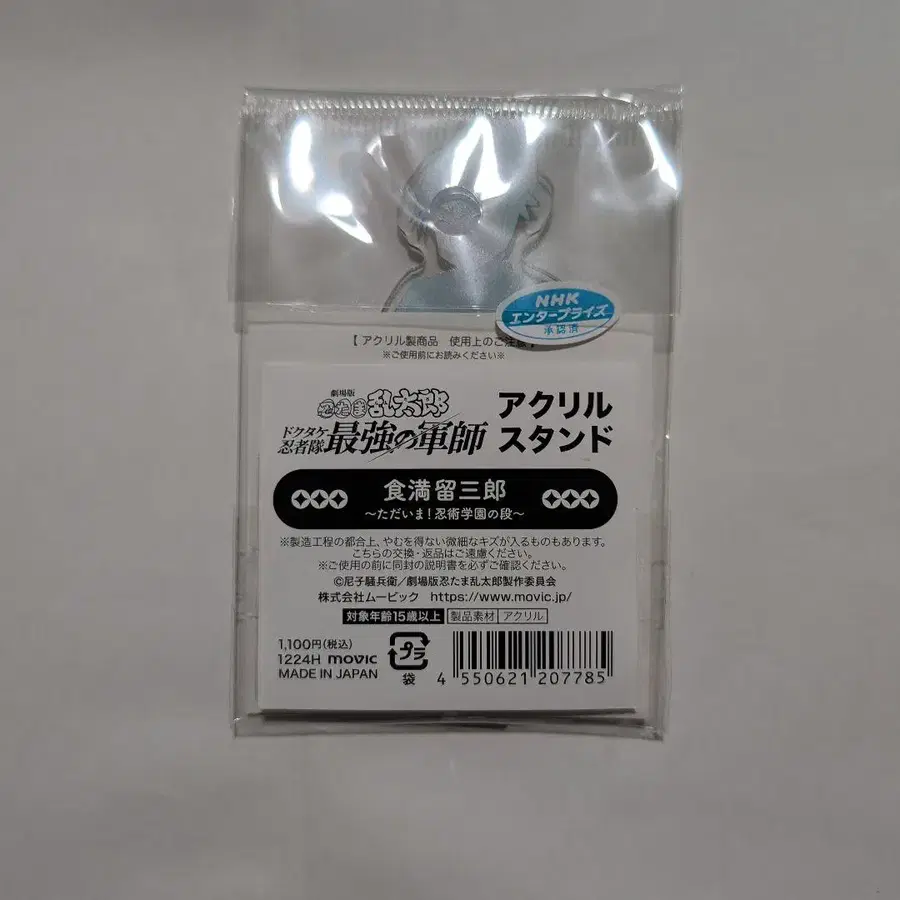 NHK
エンタープライズ
承認済
【 アクリル製商品 使用上のご注意 】
※ご使用前にお読みください※
劇場版
忍たま乱太郎
ドクタケ忍者隊 最強の軍師
アクリル
スタンド
食満留三郎
～ただいま！忍術学園の段～
※製造工程の都合上、やむを得ない微細なキズが入るものもあります。
こちらの交換・返品はご遠慮ください。
※ご使用の前に同封の説明書を必ずご確認ください。
©尼子騒兵衛／劇場版忍たま乱太郎製作委員会
株式会社ムービック https://www.movic.jp/
対象年齢15歳以上 製品素材 アクリル
1,100円(税込)
1224H movic
MADE IN JAPAN
プラ
袋
4 550621 207785